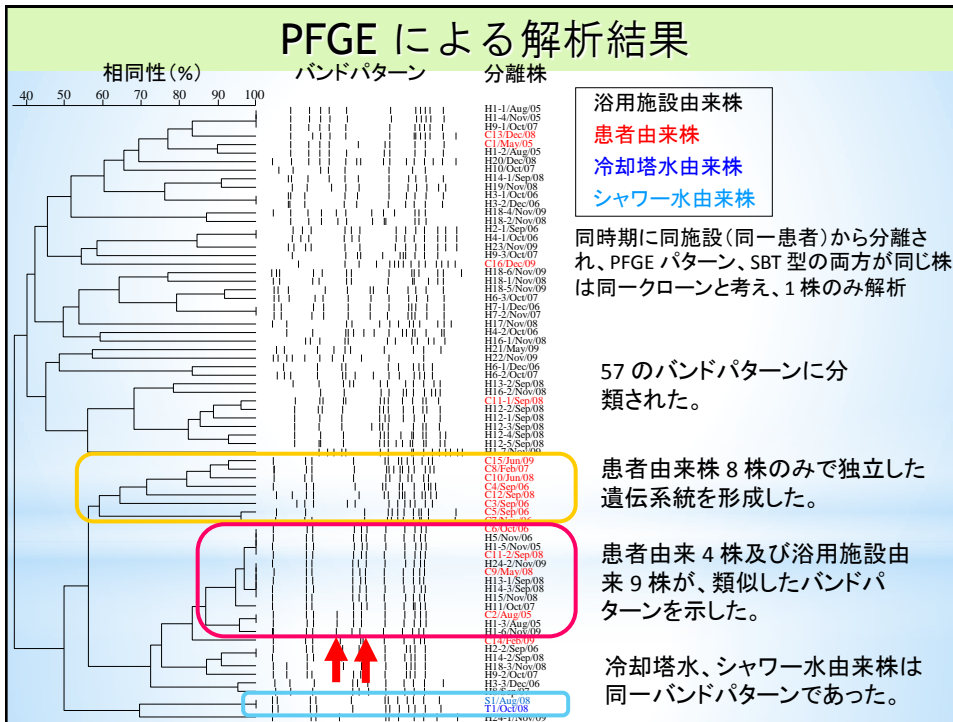 PFGE による解析結果
相同性(%) バンドパターン 分離株
40 50 60 70 80 90 100
H1-1/Aug/05
H1-4/Nov/05
H9-1/Oct/07
C13/Dec/08
C1/May/05
H1-2/Aug/05
H20/Dec/08
H10/Oct/07
H14-1/Sep/08
H19/Nov/08
H3-1/Oct/06
H3-2/Dec/06
H18-4/Nov/09
H18-2/Nov/08
H2-1/Sep/06
H4-1/Oct/06
H23/Nov/09
H9-3/Oct/07
C16/Dec/09
H18-6/Nov/09
H18-1/Nov/08
H18-5/Nov/09
H6-3/Oct/07
H7-1/Dec/06
H7-2/Nov/07
H17/Nov/08
H4-2/Oct/06
H16-1/Nov/08
H21/May/09
H22/Nov/09
H6-1/Dec/06
H6-2/Oct/07
H13-2/Sep/08
H16-2/Nov/08
C11-1/Sep/08
H12-2/Sep/08
H12-1/Sep/08
H12-3/Sep/08
H12-4/Sep/08
H12-5/Sep/08
H1-7/Nov/09
C15/Jun/09
C8/Feb/07
C10/Jun/08
C4/Sep/06
C12/Sep/08
C3/Sep/06
C5/Sep/06
C7/Nov/06
C6/Oct/06
H5/Nov/06
H1-5/Nov/05
C11-2/Sep/08
H24-2/Nov/09
C9/May/08
H13-1/Sep/08
H14-3/Sep/08
H15/Nov/08
H11/Oct/07
C2/Aug/05
H1-3/Aug/05
H1-6/Nov/09
C14/Feb/09
H2-2/Sep/06
H14-2/Sep/08
H18-3/Nov/08
H9-2/Oct/07
H3-3/Dec/06
H8/Sep/07
S1/Aug/08
T1/Oct/08
H24-1/Nov/09
浴用施設由来株
患者由来株
冷却塔水由来株
シャワー水由来株
同時期に同施設(同一患者)から分離さ
れ、PFGE パターン、SBT 型の両方が同じ株
は同一クローンと考え、1 株のみ解析
57 のバンドパターンに分
類された。
患者由来株 8 株のみで独立した
遺伝系統を形成した。
患者由来 4 株及び浴用施設由
来 9 株が、類似したバンドパ
ターンを示した。
冷却塔水、シャワー水由来株は
同一バンドパターンであった。